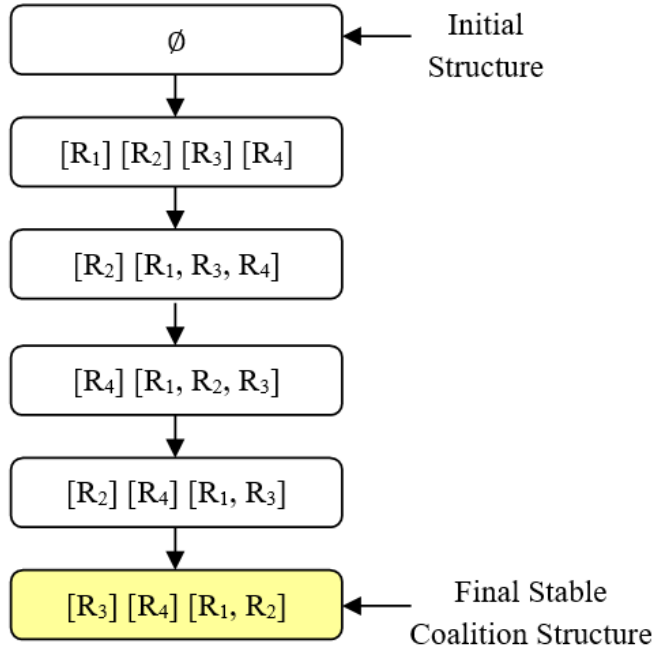 ∅
Initial
Structure
[R₁] [R₂] [R₃] [R₄]
[R₂] [R₁, R₃, R₄]
[R₄] [R₁, R₂, R₃]
[R₂] [R₄] [R₁, R₃]
[R₃] [R₄] [R₁, R₂]
Final Stable
Coalition Structure